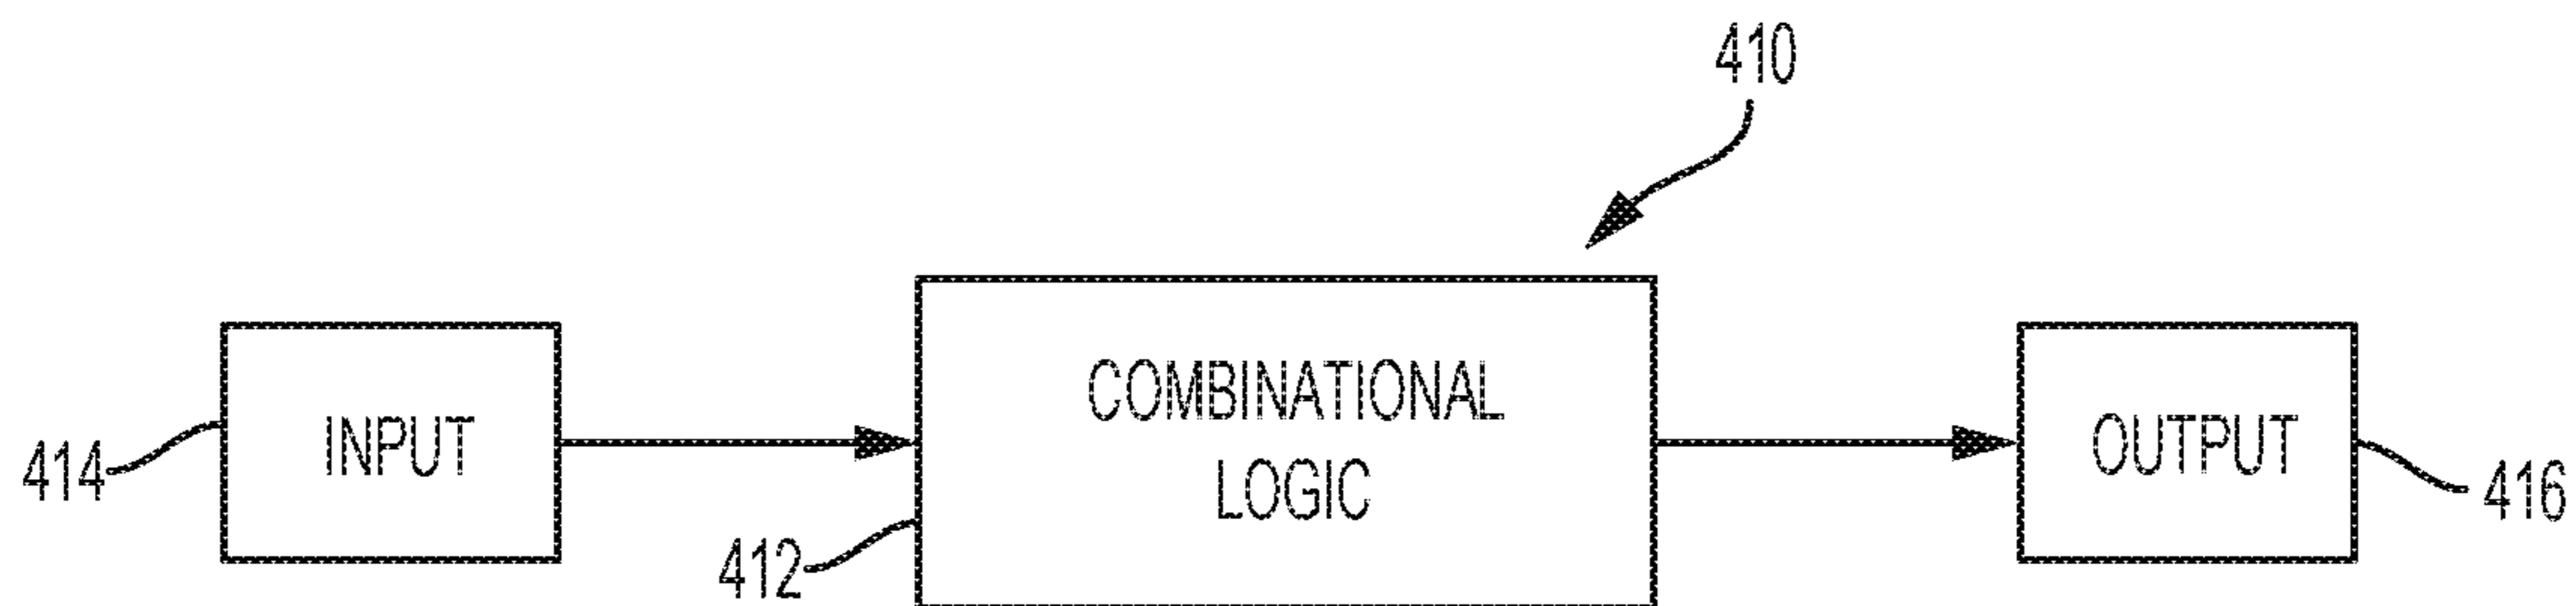 410
COMBINATIONAL
LOGIC
INPUT
OUTPUT
414
412
416